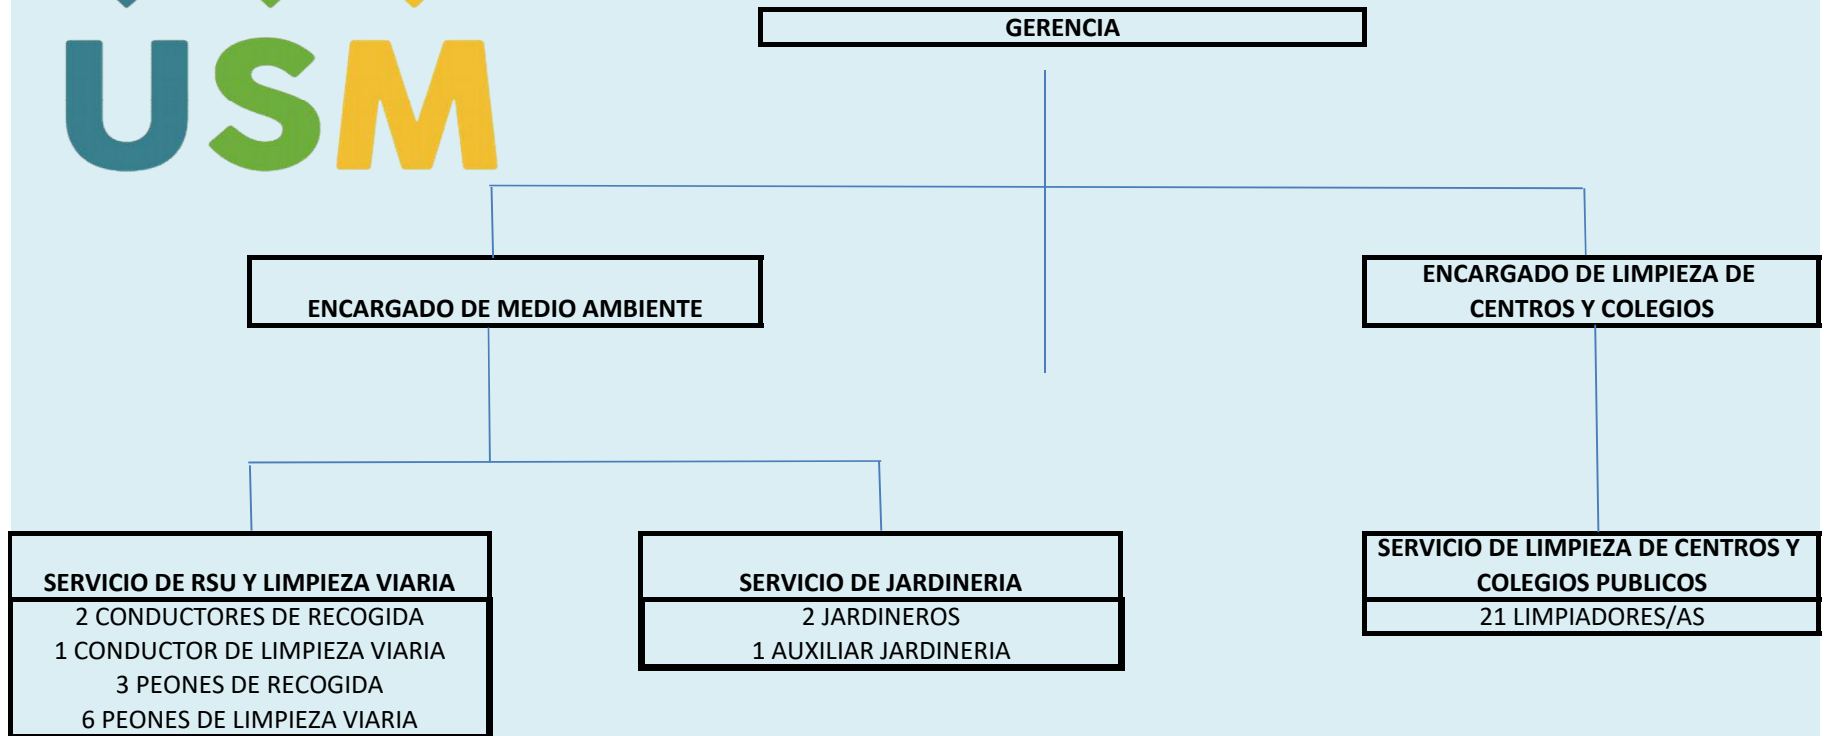 USM
GERENCIA
ENCARGADO DE MEDIO AMBIENTE
ENCARGADO DE LIMPIEZA DE
CENTROS Y COLEGIOS
SERVICIO DE RSU Y LIMPIEZA VIARIA
2 CONDUCTORES DE RECOGIDA
1 CONDUCTOR DE LIMPIEZA VIARIA
3 PEONES DE RECOGIDA
6 PEONES DE LIMPIEZA VIARIA
SERVICIO DE JARDINERIA
2 JARDINEROS
1 AUXILIAR JARDINERIA
SERVICIO DE LIMPIEZA DE CENTROS Y
COLEGIOS PUBLICOS
21 LIMPIADORES/AS